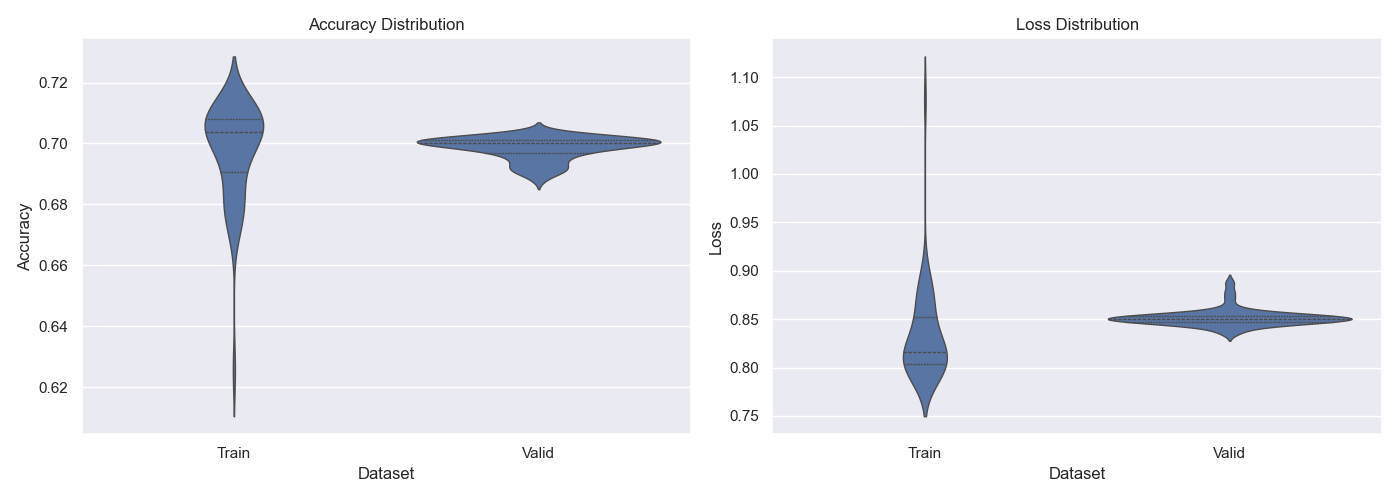 Accuracy Distribution
0.72
0.70
0.68
0.66
0.64
0.62
Accuracy
Train
Valid
Dataset
Loss Distribution
1.10
1.05
1.00
0.95
0.90
0.85
0.80
0.75
Loss
Train
Valid
Dataset